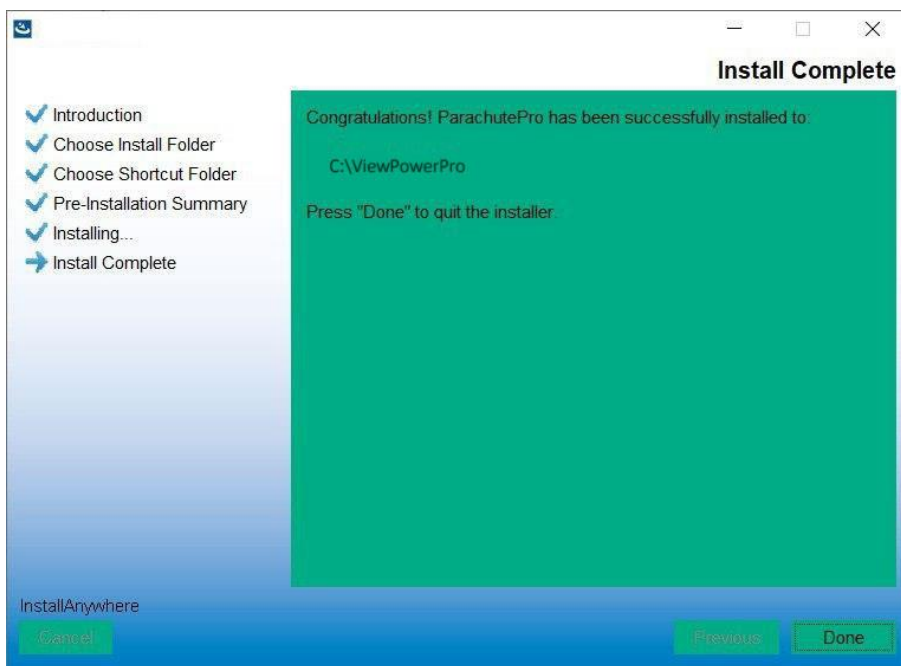 Install Complete
Introduction
Choose Install Folder
Choose Shortcut Folder
Pre-Installation Summary
Installing...
Install Complete
Congratulations! ParachutePro has been successfully installed to:
C:\ViewPowerPro
Press "Done" to quit the installer.
InstallAnywhere
Cancel
Previous
Done